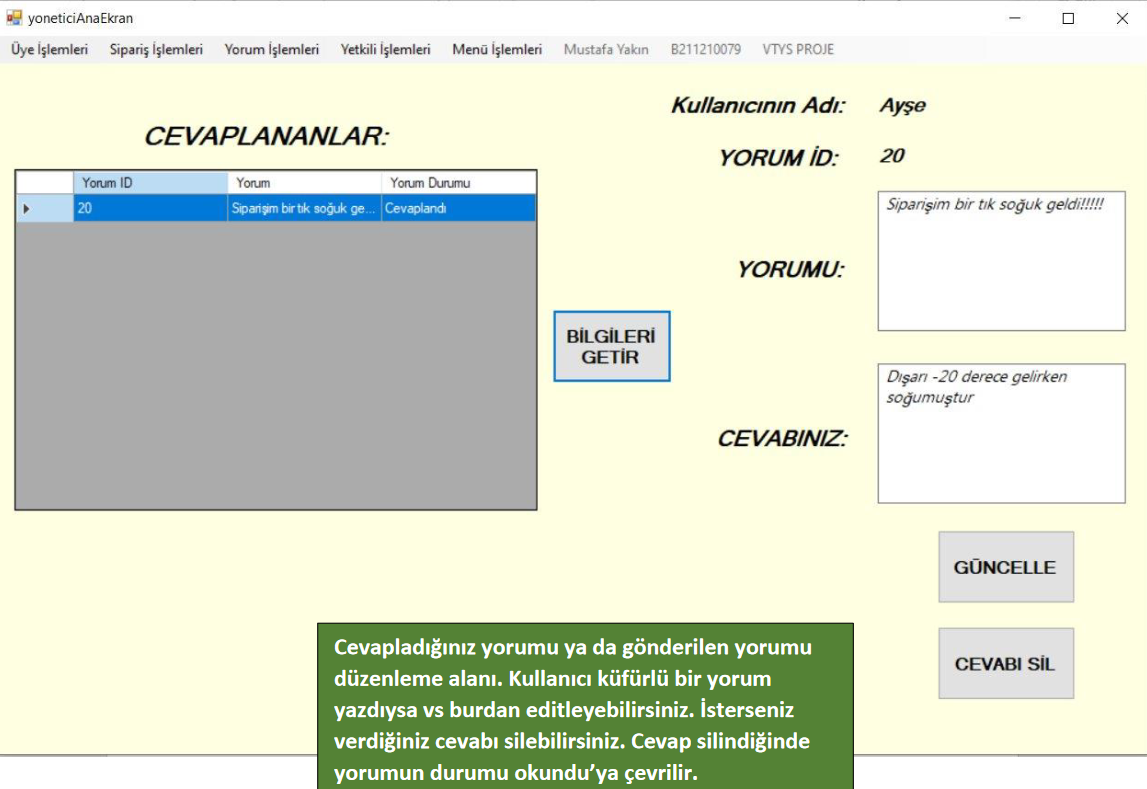 yoneticiAnaEkran
Üye İşlemleri Sipariş İşlemleri Yorum İşlemleri Yetkili İşlemleri Menü İşlemleri Mustafa Yakın B211210079 VTYS PROJE
CEVAPLANANLAR:
Yorum ID Yorum Yorum Durumu
20 Siparişim bir tık soğuk ge... Cevaplandı
BİLGİLERİ
GETİR
Kullanıcının Adı: Ayşe
YORUM İD: 20
YORUMU:
Siparişim bir tık soğuk geldi!!!!!
CEVABINIZ:
Dışarı -20 derece gelirken
soğumuştur
GÜNCELLE
CEVABI SİL
Cevapladığınız yorumu ya da gönderilen yorumu
düzenleme alanı. Kullanıcı küfürlü bir yorum
yazdıysa vs burdan editleyebilirsiniz. İsterseniz
verdiğiniz cevabı silebilirsiniz. Cevap silindiğinde
yorumun durumu okundu’ya çevrilir.